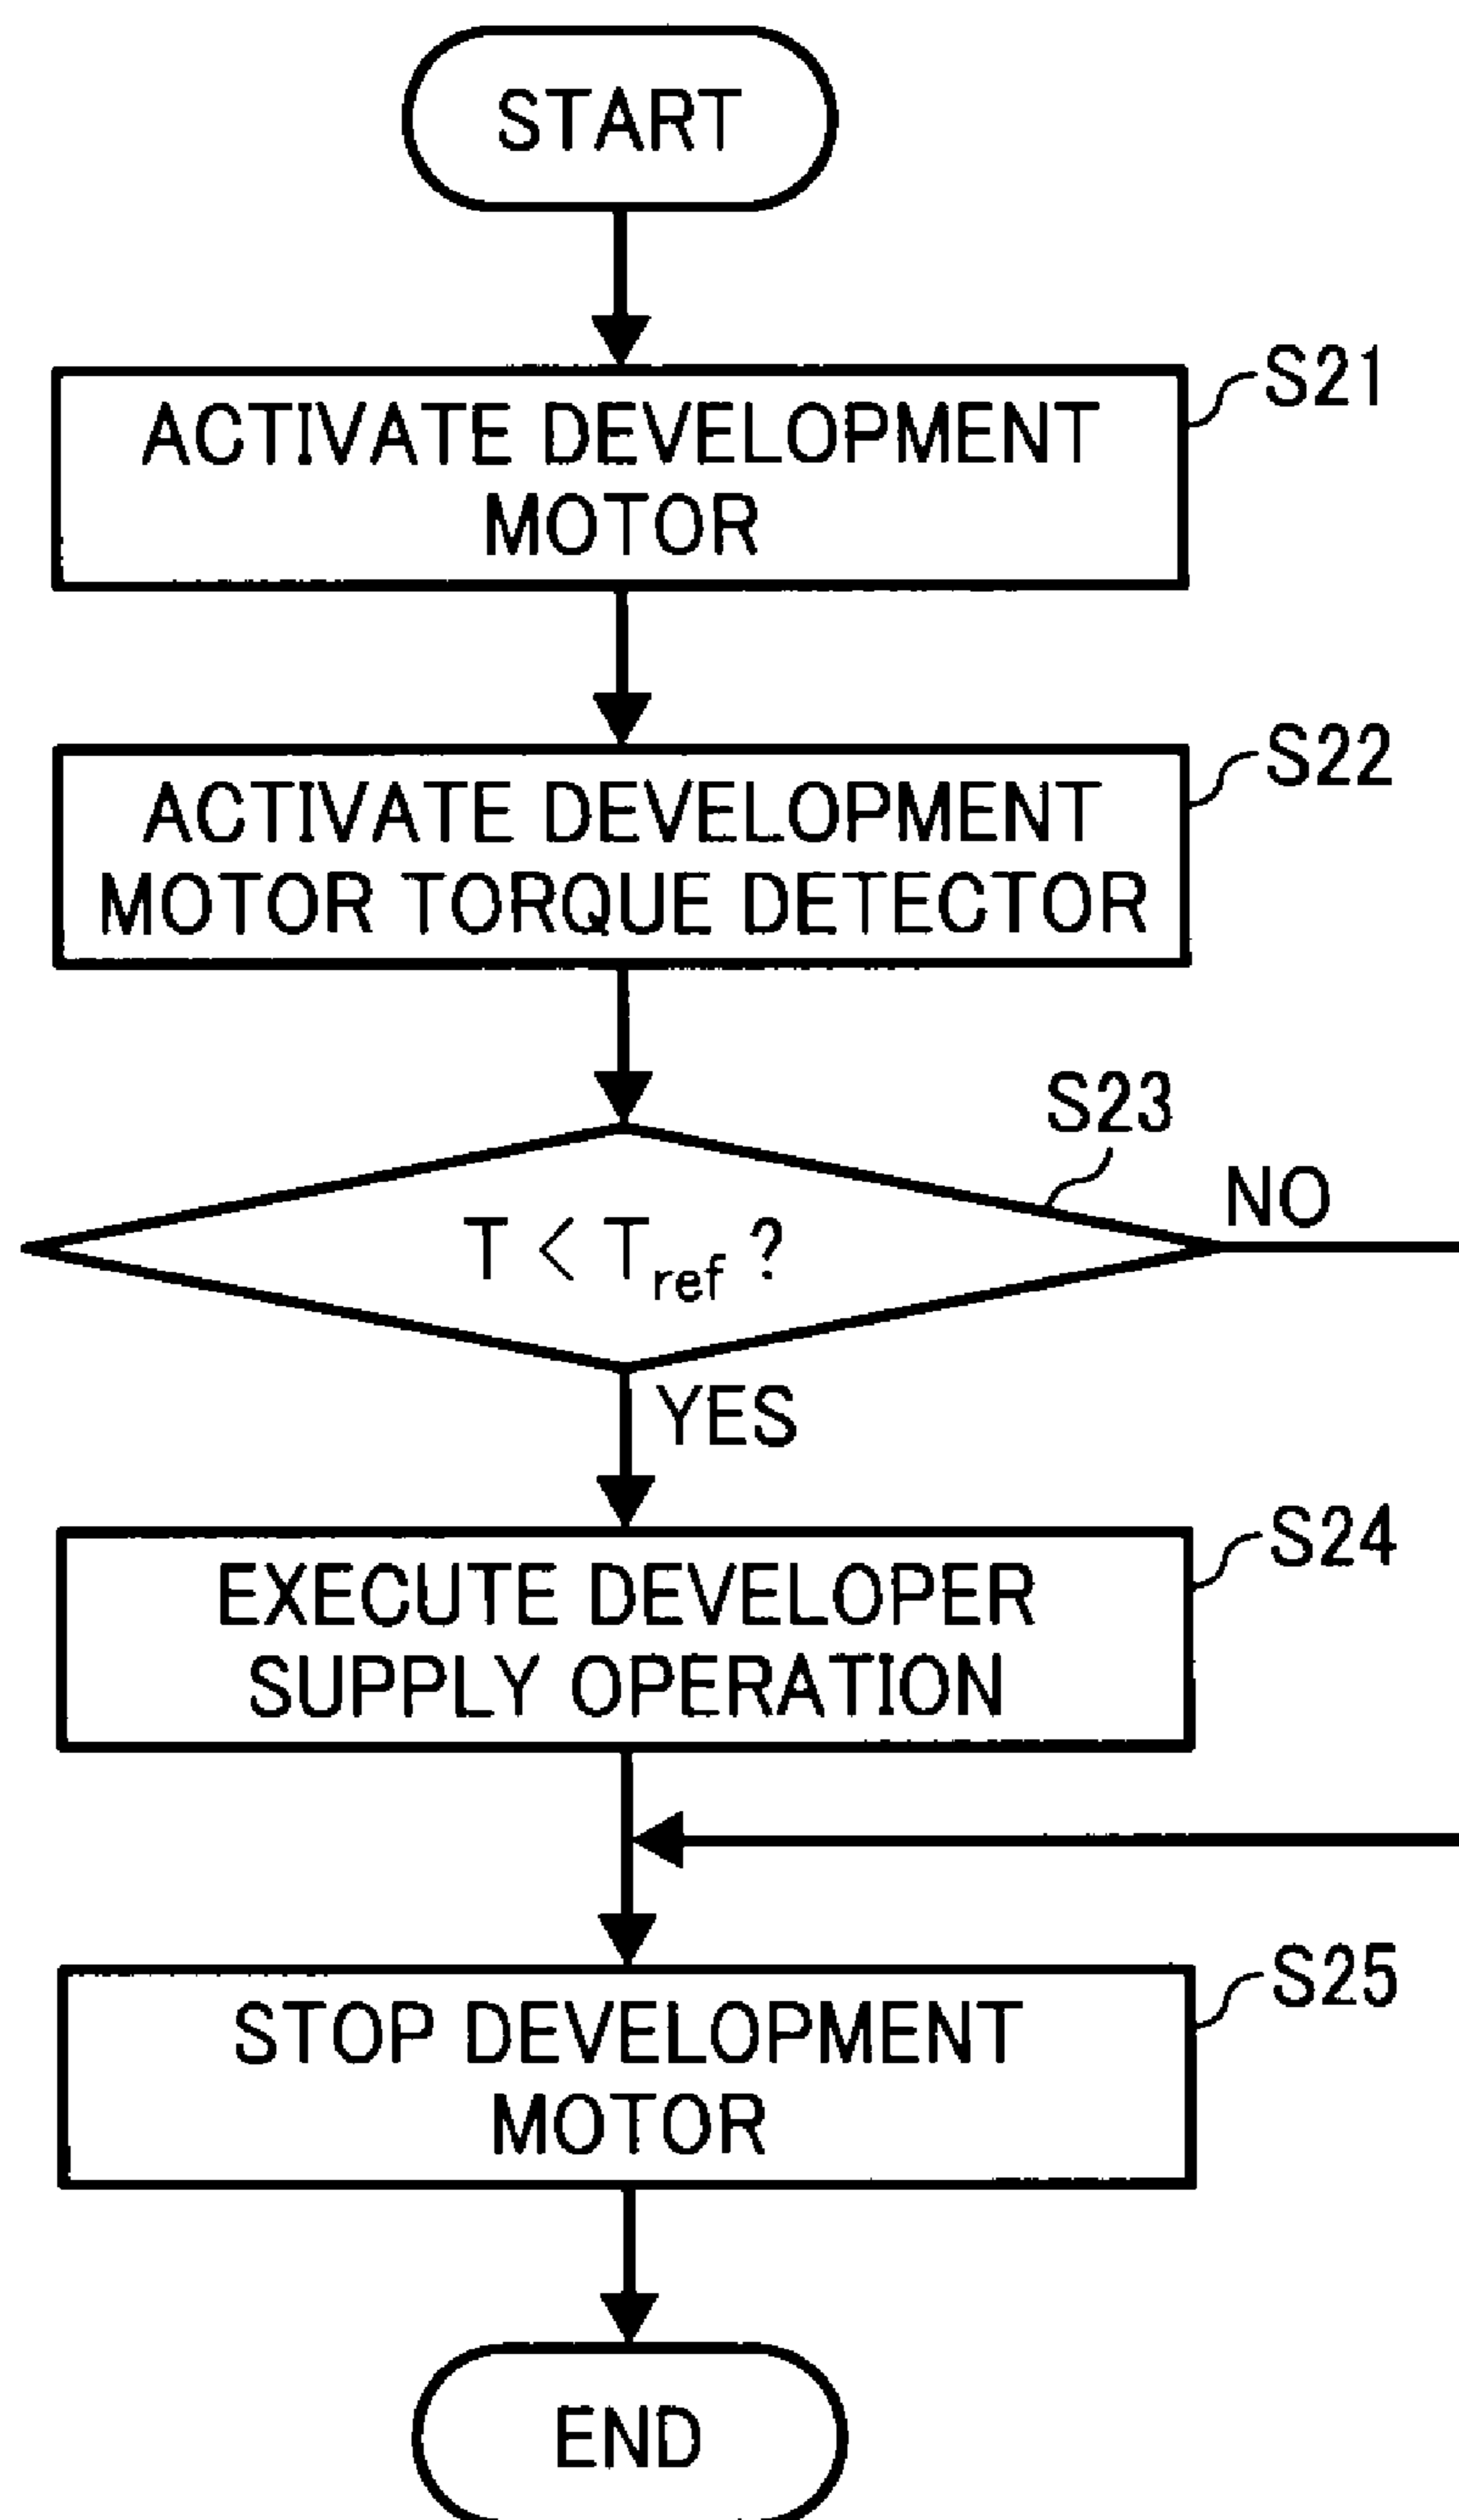 START
S21
ACTIVATE DEVELOPMENT
MOTOR
S22
ACTIVATE DEVELOPMENT
MOTOR TORQUE DETECTOR
S23
NO
T < Tref ?
YES
S24
EXECUTE DEVELOPER
SUPPLY OPERATION
S25
STOP DEVELOPMENT
MOTOR
END